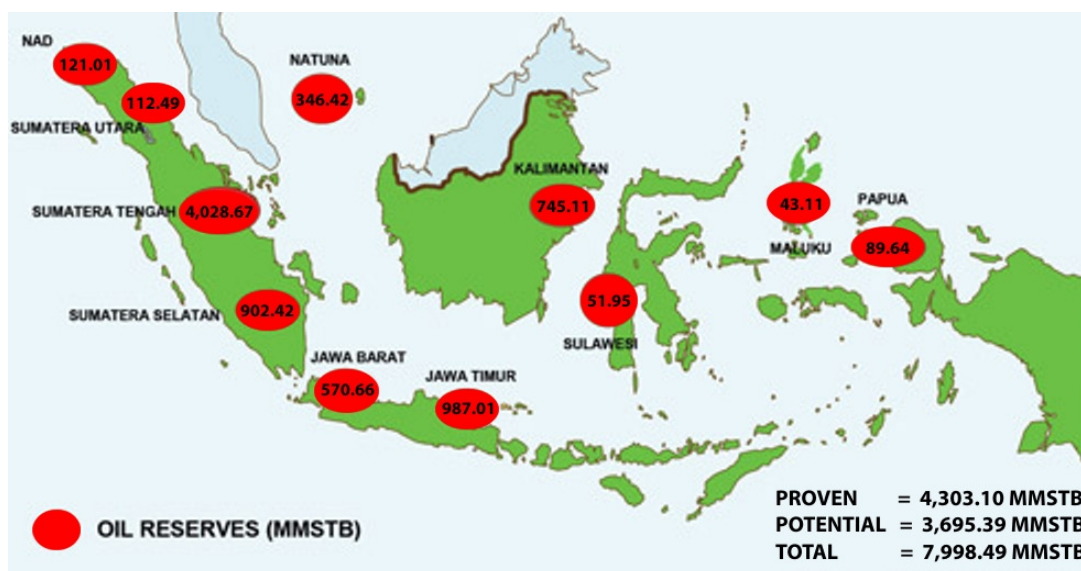 NAD
121.01
NATUNA
346.42
112.49
SUMATERA UTARA
KALIMANTAN
745.11
SUMATERA TENGAH
4,028.67
43.11
MALUKU
PAPUA
89.64
SUMATERA SELATAN
902.42
51.95
SULAWESI
JAWA BARAT
570.66
JAWA TIMUR
987.01
OIL RESERVES (MMSTB)
PROVEN = 4,303.10 MMSTB
POTENTIAL = 3,695.39 MMSTB
TOTAL = 7,998.49 MMSTB